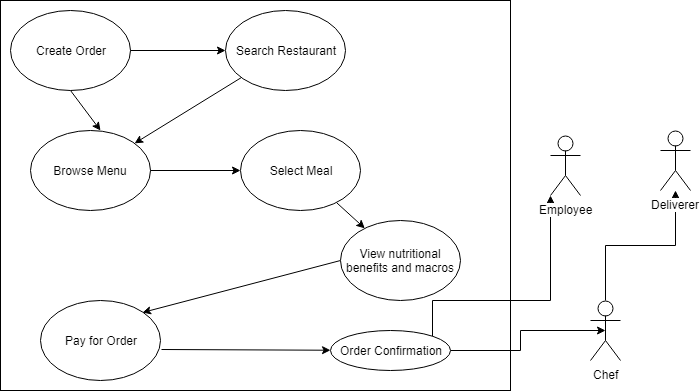 Create Order
Search Restaurant
Browse Menu
Select Meal
Employee
Deliverer
View nutritional
benefits and macros
Pay for Order
Order Confirmation
Chef